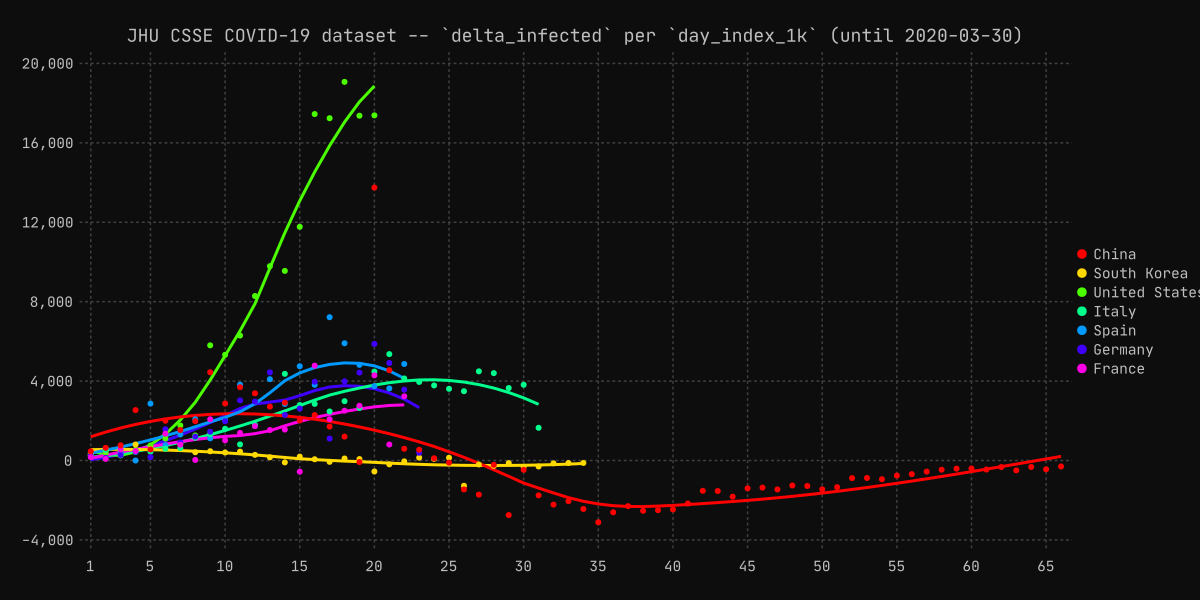 JHU CSSE COVID-19 dataset -- `delta_infected` per `day_index_1k` (until 2020-03-30)
20,000
16,000
12,000
8,000
4,000
0
-4,000
1 5 10 15 20 25 30 35 40 45 50 55 60 65
China
South Korea
United States
Italy
Spain
Germany
France